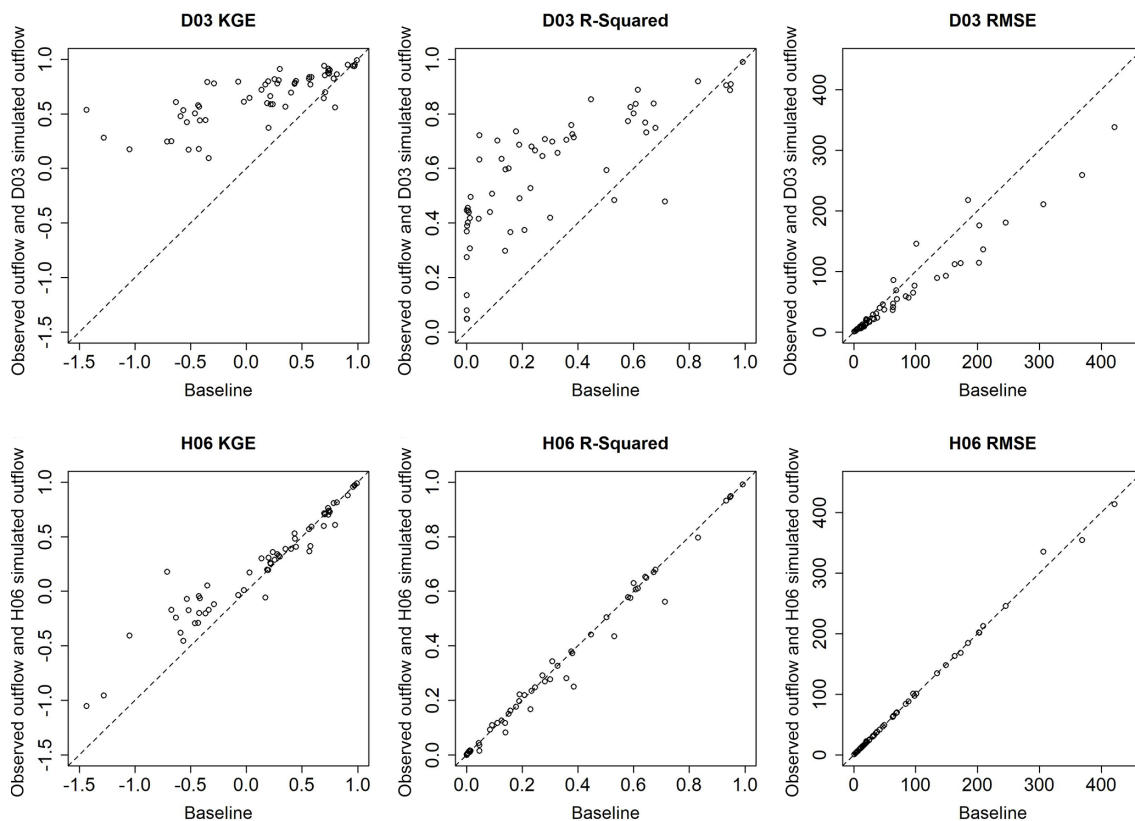 D03 KGE
D03 R-Squared
D03 RMSE
Observed outflow and D03 simulated outflow
1.0
0.5
0.0
-0.5
-1.0
-1.5
-1.5 -1.0 -0.5 0.0 0.5 1.0
Baseline
Observed outflow and D03 simulated outflow
1.0
0.8
0.6
0.4
0.2
0.0
0.0 0.2 0.4 0.6 0.8 1.0
Baseline
Observed outflow and D03 simulated outflow
400
300
200
100
0
0 100 200 300 400
Baseline
H06 KGE
H06 R-Squared
H06 RMSE
Observed outflow and H06 simulated outflow
1.0
0.5
0.0
-0.5
-1.0
-1.5
-1.5 -1.0 -0.5 0.0 0.5 1.0
Baseline
Observed outflow and H06 simulated outflow
1.0
0.8
0.6
0.4
0.2
0.0
0.0 0.2 0.4 0.6 0.8 1.0
Baseline
Observed outflow and H06 simulated outflow
400
300
200
100
0
0 100 200 300 400
Baseline